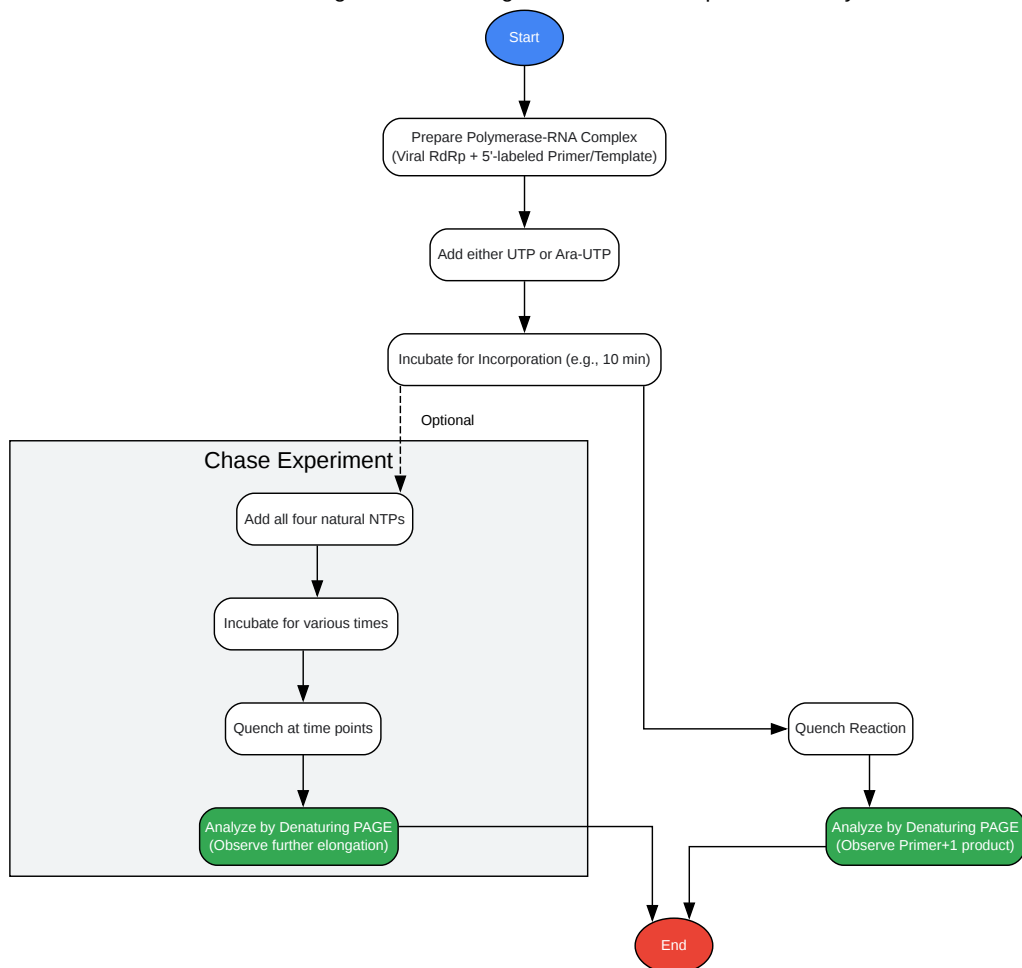 Start
Prepare Polymerase-RNA Complex
(Viral RdRp + 5'-labeled Primer/Template)
Add either UTP or Ara-UTP
Incubate for Incorporation (e.g., 10 min)
Optional
Chase Experiment
Add all four natural NTPs
Incubate for various times
Quench at time points
Quench Reaction
Analyze by Denaturing PAGE
(Observe further elongation)
Analyze by Denaturing PAGE
(Observe Primer+1 product)
End